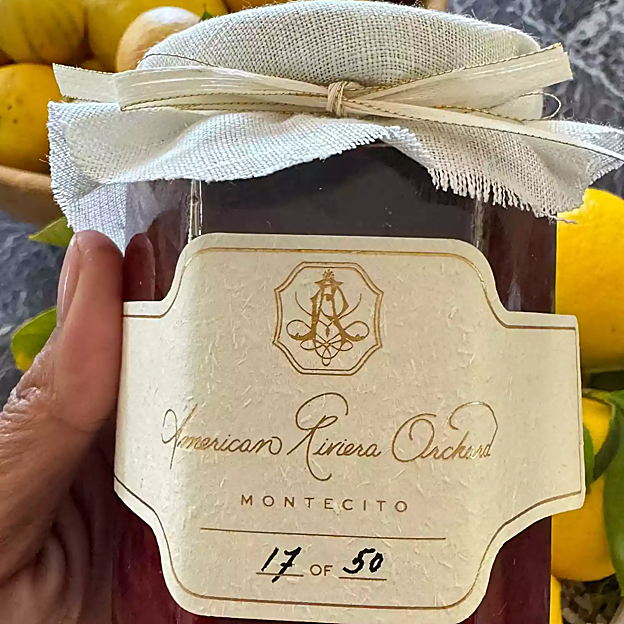 American Riviera Orchard
MONTECITO
17 OF 50